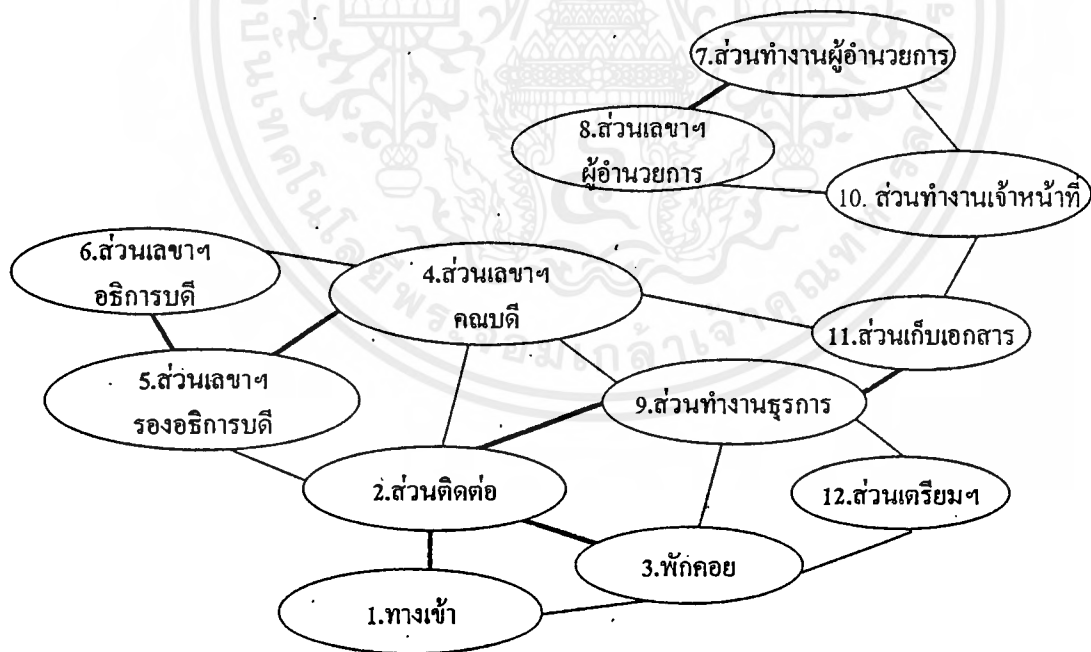 7.ส่วนทำงานผู้อำนวยการ
8.ส่วนเลขาฯ
ผู้อำนวยการ
10. ส่วนทำงานเจ้าหน้าที่
6.ส่วนเลขาฯ
อธิการบดี
4.ส่วนเลขาฯ
คณบดี
11.ส่วนเก็บเอกสาร
5.ส่วนเลขาฯ
รองอธิการบดี
9.ส่วนทำงานธุรการ
2.ส่วนติดต่อ
12.ส่วนเตรียมฯ
3.พักคอย
1.ทางเข้า